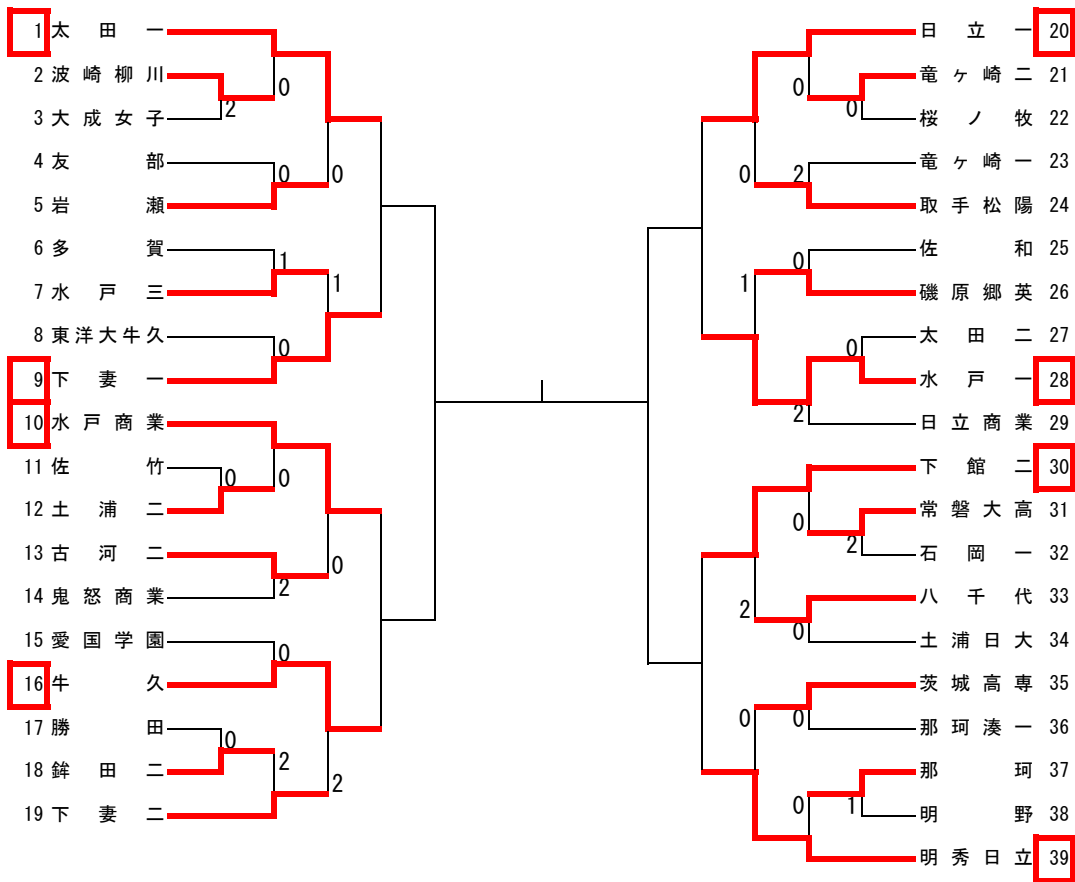 1 太田一
2 波崎柳川
3 大成女子
4 友部
5 岩瀬
6 多賀
7 水戸三
8 東洋大牛久
9 下妻一
10 水戸商業
11 佐竹
12 土浦二
13 古河二
14 鬼怒商業
15 愛国学園
16 牛久
17 勝田
18 鉾田二
19 下妻二
0
2
0
0
1
1
0
0
0
0
2
0
0
2
2
日立一 20
竜ヶ崎二 21
桜ノ牧 22
竜ヶ崎一 23
取手松陽 24
佐和 25
磯原郷英 26
太田二 27
水戸一 28
日立商業 29
下館二 30
常磐大高 31
石岡一 32
八千代 33
土浦日大 34
茨城高専 35
那珂湊一 36
那珂 37
明野 38
明秀日立 39
0
0
0
2
0
1
0
2
0
2
2
0
0
0
0
1